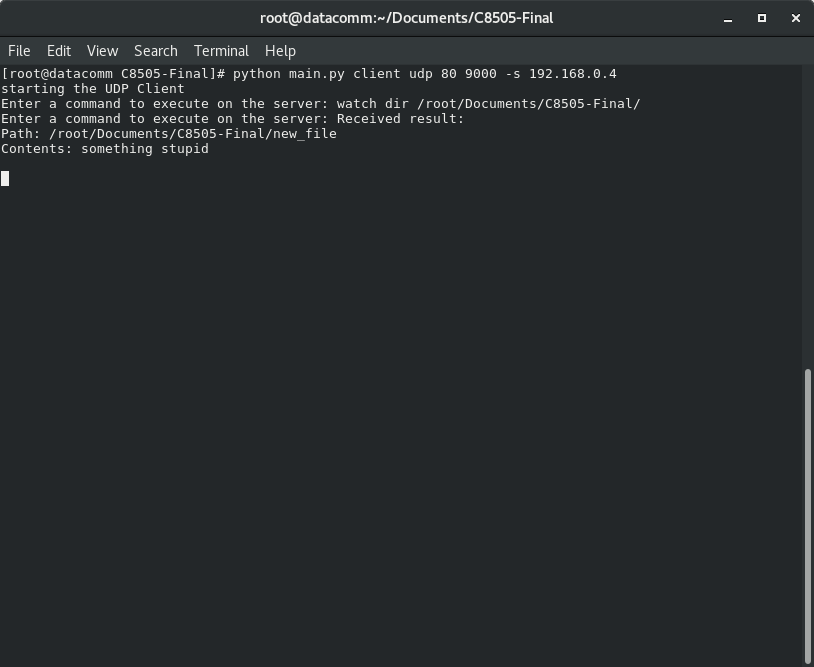 root@datacomm:~/Documents/C8505-Final
File Edit View Search Terminal Help
[root@datacomm C8505-Final]# python main.py client udp 80 9000 -s 192.168.0.4
starting the UDP Client
Enter a command to execute on the server: watch dir /root/Documents/C8505-Final/
Enter a command to execute on the server: Received result:
Path: /root/Documents/C8505-Final/new_file
Contents: something stupid